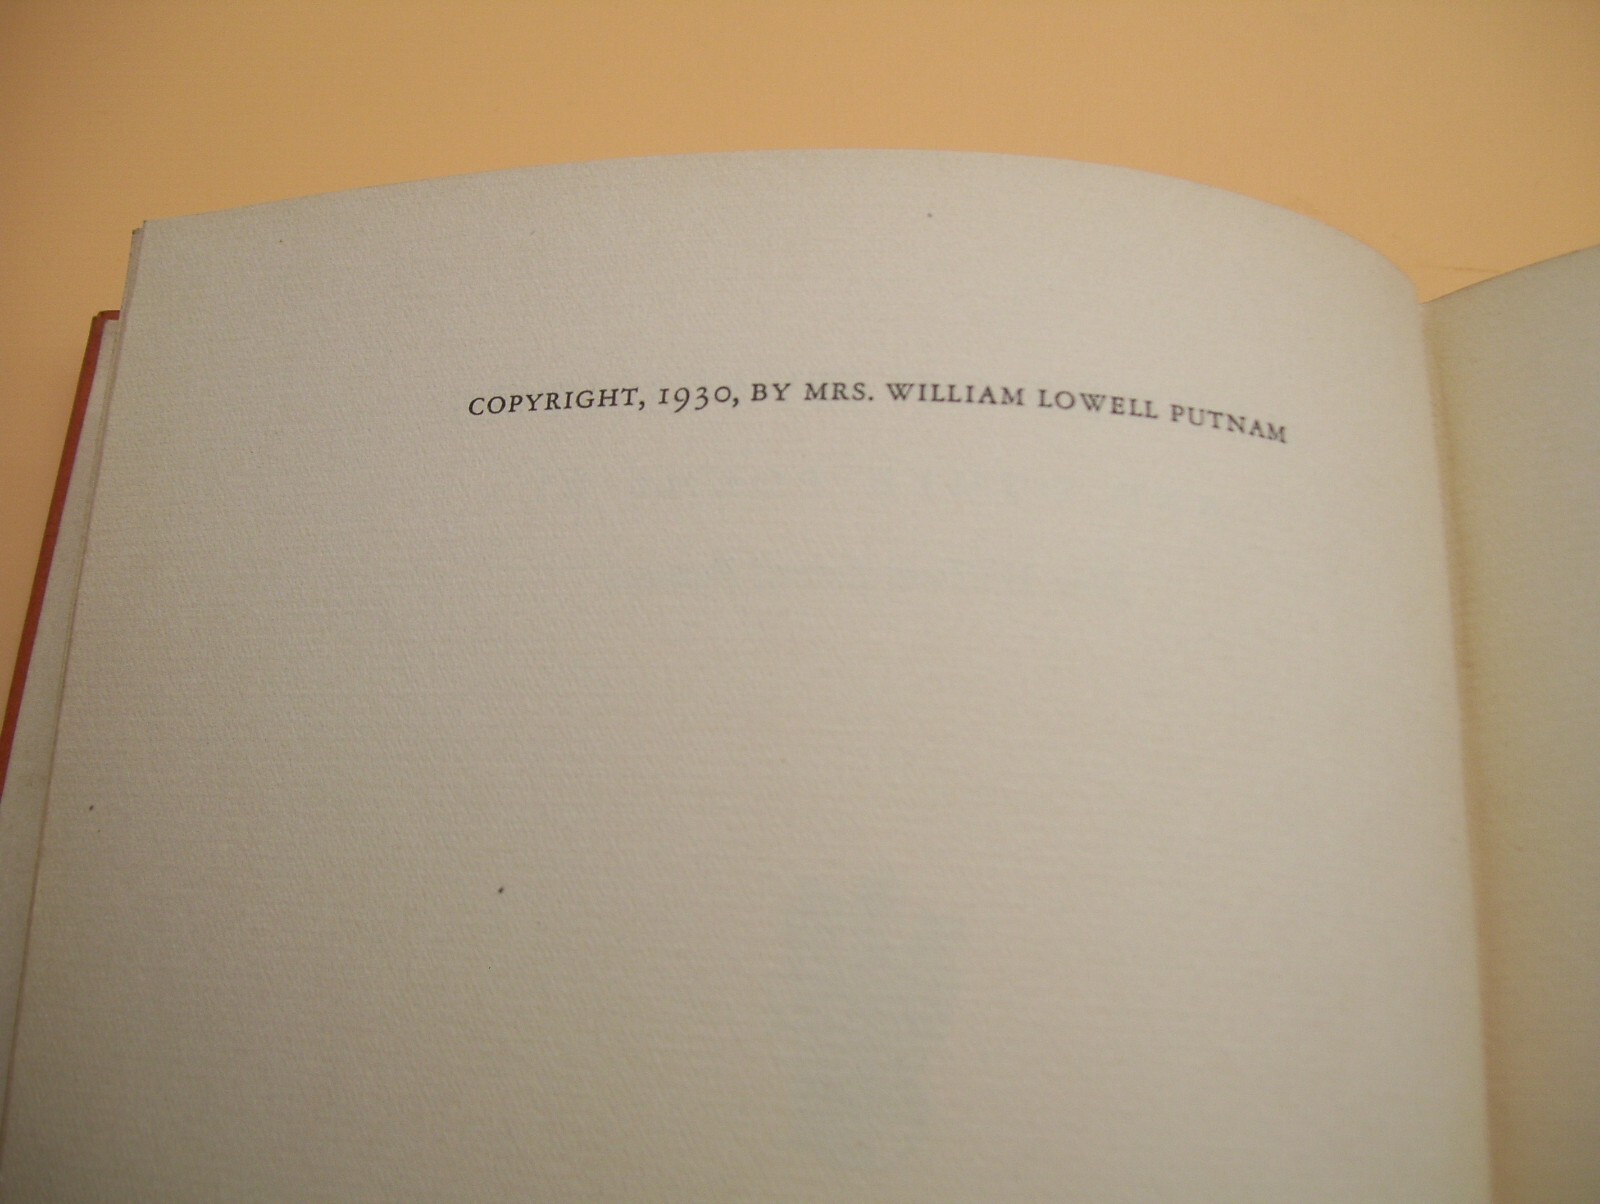 COPYRIGHT, 1930, BY MRS. WILLIAM LOWELL PUTNAM